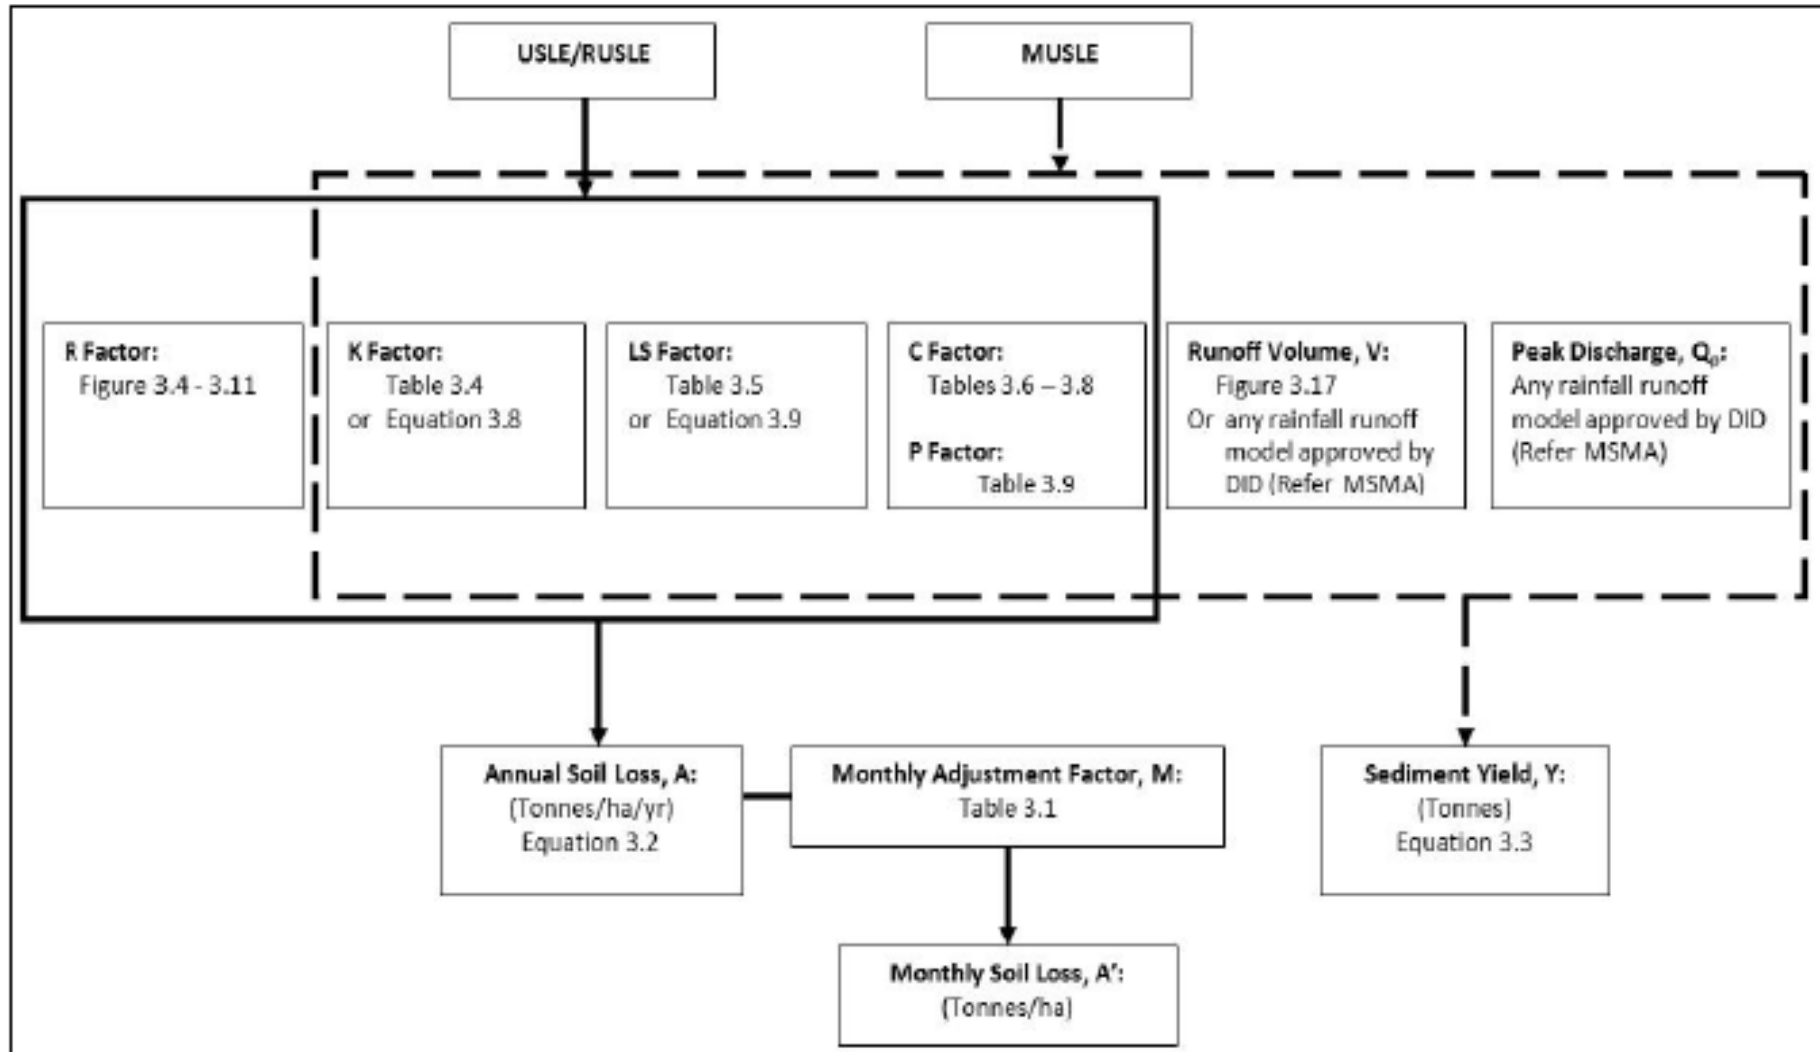 USLE/RUSLE
MUSLE
R Factor:
Figure 3.4 - 3.11
K Factor:
Table 3.4
or Equation 3.8
LS Factor:
Table 3.5
or Equation 3.9
C Factor:
Tables 3.6 – 3.8
P Factor:
Table 3.9
Runoff Volume, V:
Figure 3.17
Or any rainfall runoff
model approved by
DID (Refer MSMA)
Peak Discharge, Qₚ:
Any rainfall runoff
model approved by DID
(Refer MSMA)
Annual Soil Loss, A:
(Tonnes/ha/yr)
Equation 3.2
Monthly Adjustment Factor, M:
Table 3.1
Sediment Yield, Y:
(Tonnes)
Equation 3.3
Monthly Soil Loss, A':
(Tonnes/ha)